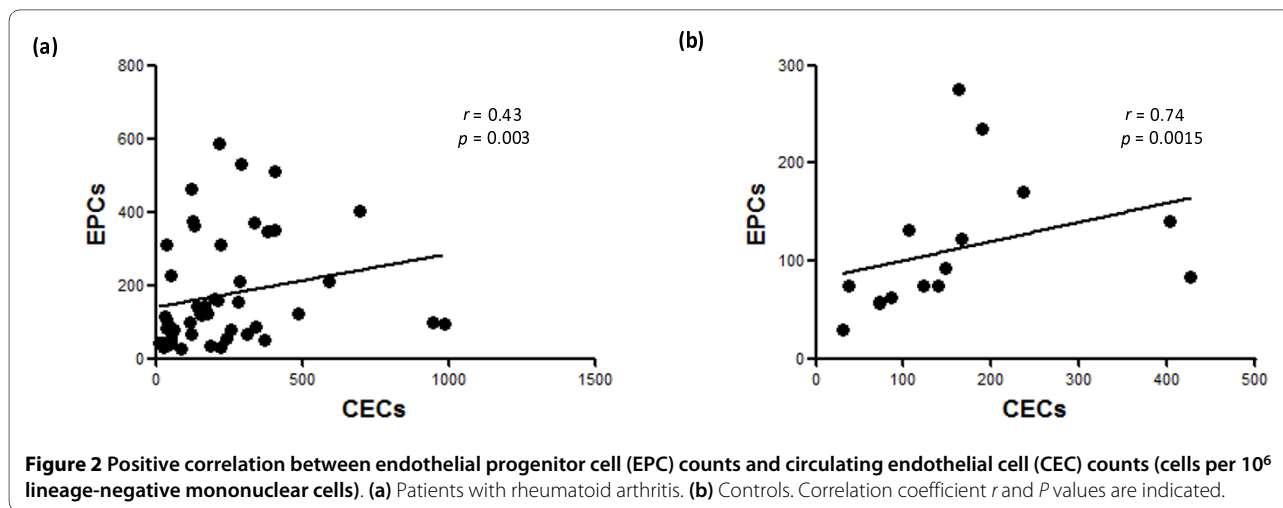 (a)
800
600
400
200
0
EPCs
r = 0.43
p = 0.003
0 500 1000 1500
CECs
(b)
300
200
100
0
EPCs
r = 0.74
p = 0.0015
0 100 200 300 400 500
CECs
Figure 2 Positive correlation between endothelial progenitor cell (EPC) counts and circulating endothelial cell (CEC) counts (cells per 10⁶
lineage-negative mononuclear cells). (a) Patients with rheumatoid arthritis. (b) Controls. Correlation coefficient r and P values are indicated.